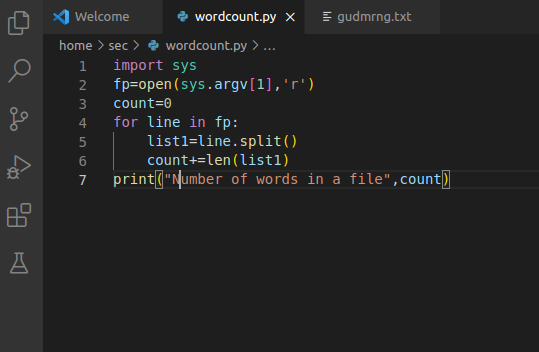 Welcome wordcount.py × gudmrng.txt
home > sec > wordcount.py > ...
1 import sys
2 fp=open(sys.argv[1],'r')
3 count=0
4 for line in fp:
5 list1=line.split()
6 count+=len(list1)
7 print("Number of words in a file",count)